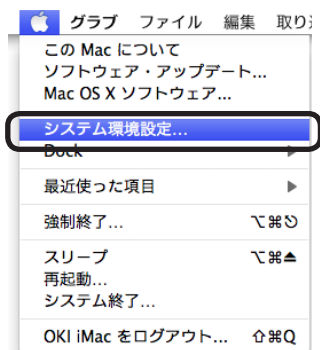 グラブ ファイル 編集 取り
この Mac について
ソフトウェア・アップデート...
Mac OS X ソフトウェア...
システム環境設定...
Dock
最近使った項目
強制終了... ⌥⌘⎋
スリープ ⌥⌘⏏
再起動...
システム終了...
OKI iMac をログアウト... ⇧⌘Q